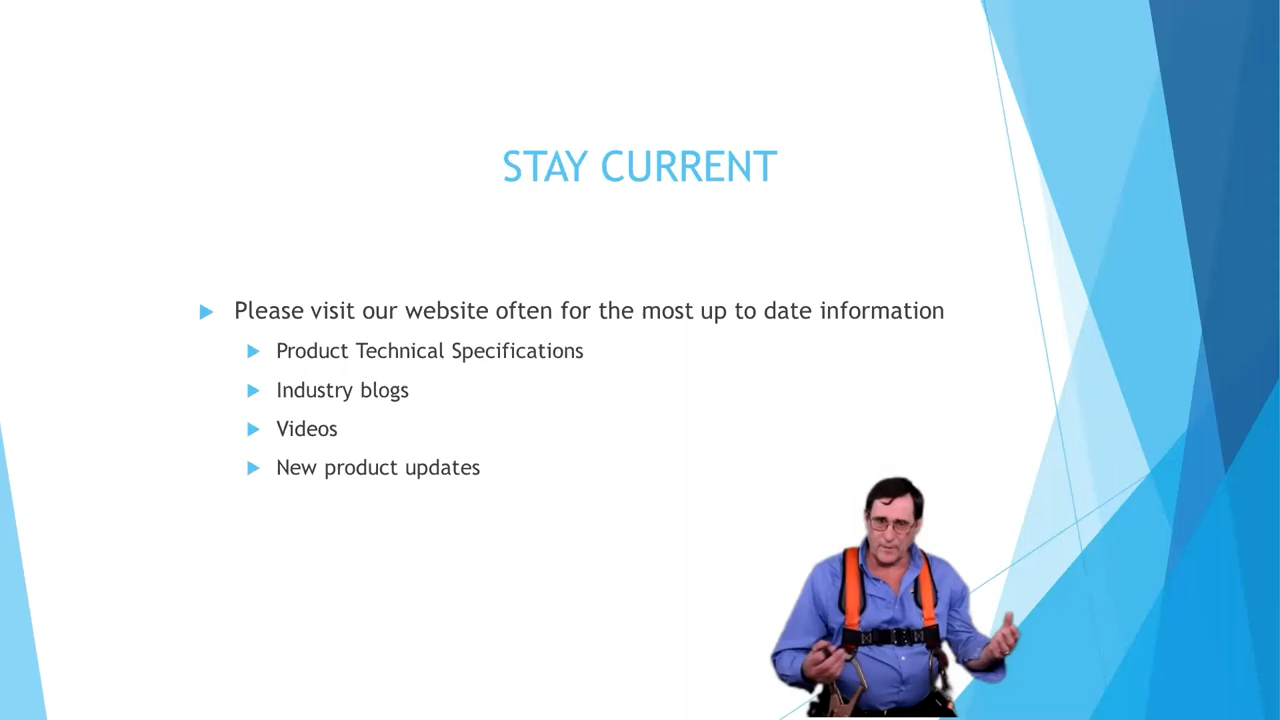 STAY CURRENT
Please visit our website often for the most up to date information
Product Technical Specifications
Industry blogs
Videos
New product updates